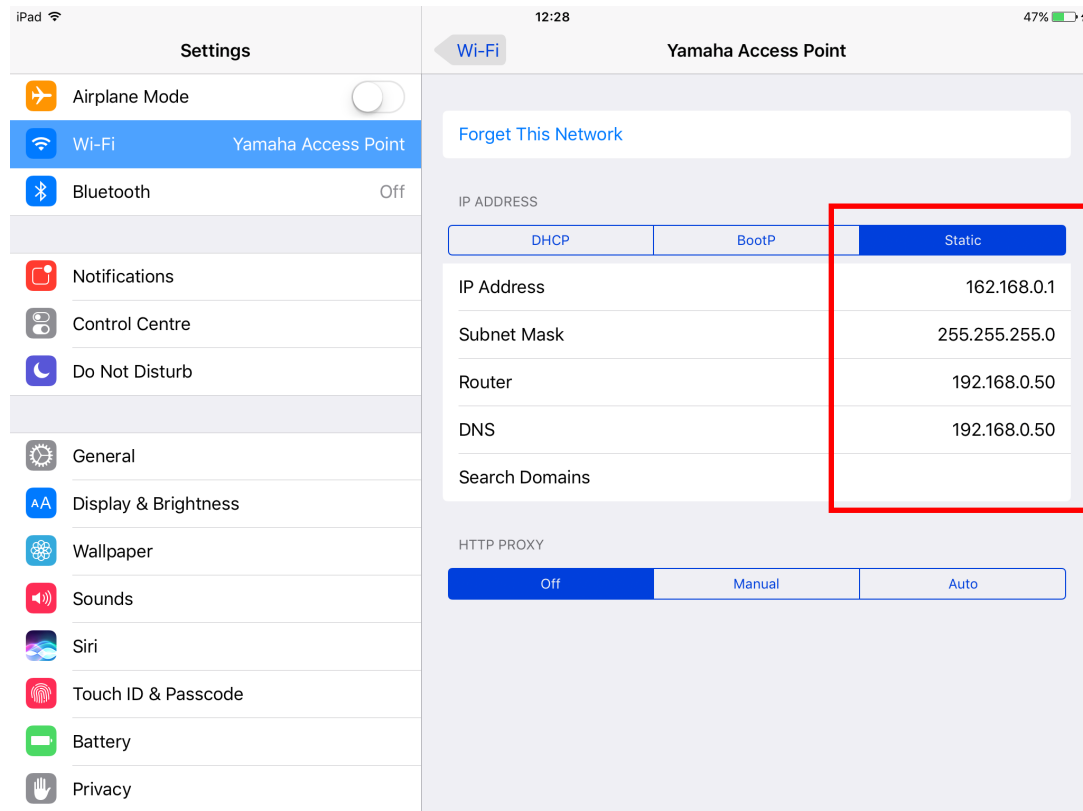 iPad 12:28 47%
Settings
Wi-Fi Yamaha Access Point
Airplane Mode
Wi-Fi Yamaha Access Point
Bluetooth Off
Notifications
Control Centre
Do Not Disturb
General
AA Display & Brightness
Wallpaper
Sounds
Siri
Touch ID & Passcode
Battery
Privacy
Forget This Network
IP ADDRESS
DHCP BootP Static
IP Address 162.168.0.1
Subnet Mask 255.255.255.0
Router 192.168.0.50
DNS 192.168.0.50
Search Domains
HTTP PROXY
Off Manual Auto